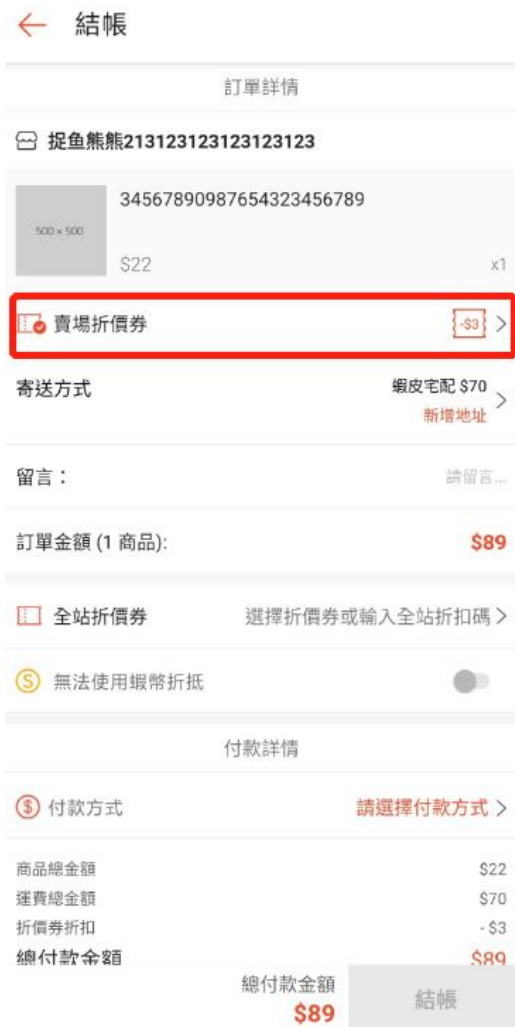 結帳
訂單詳情
捉鱼熊熊213123123123123123
34567890987654323456789
500 × 500
$22
x1
賣場折價券
-$3
寄送方式
蝦皮宅配 $70
新增地址
留言：
請留言...
訂單金額 (1 商品):
$89
全站折價券
選擇折價券或輸入全站折扣碼
無法使用蝦幣折抵
付款詳情
付款方式
請選擇付款方式
商品總金額
$22
運費總金額
$70
折價券折扣
- $3
總付款金額
$89
總付款金額
$89
結帳